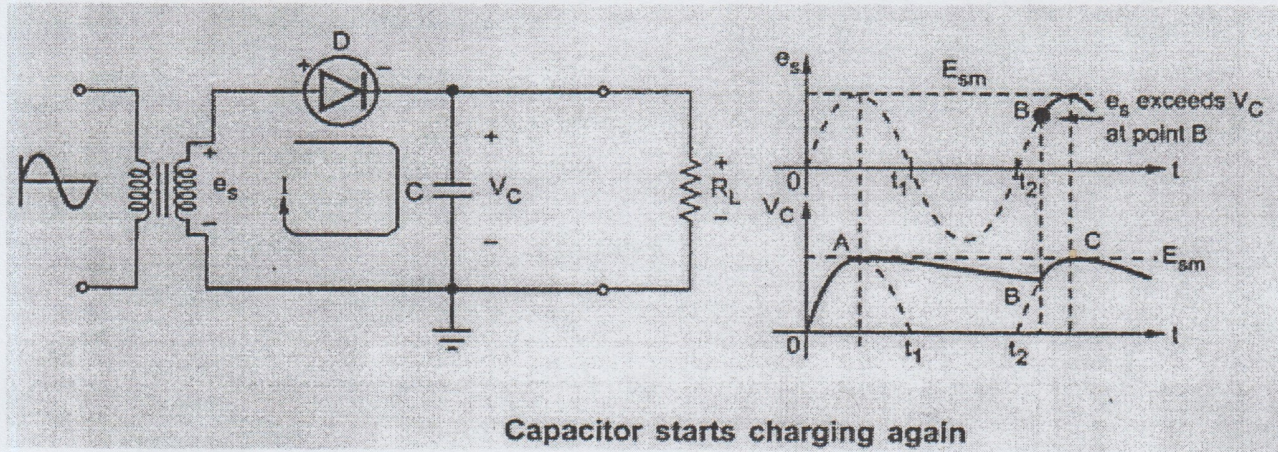 D
+ -
+
e_s
-
I
C
+
V_C
-
+
R_L
-
e_s
E_sm
B
e_s exceeds V_C
at point B
0
t_1
t_2
t
V_C
A
C
E_sm
B
0
t_1
t_2
t
Capacitor starts charging again